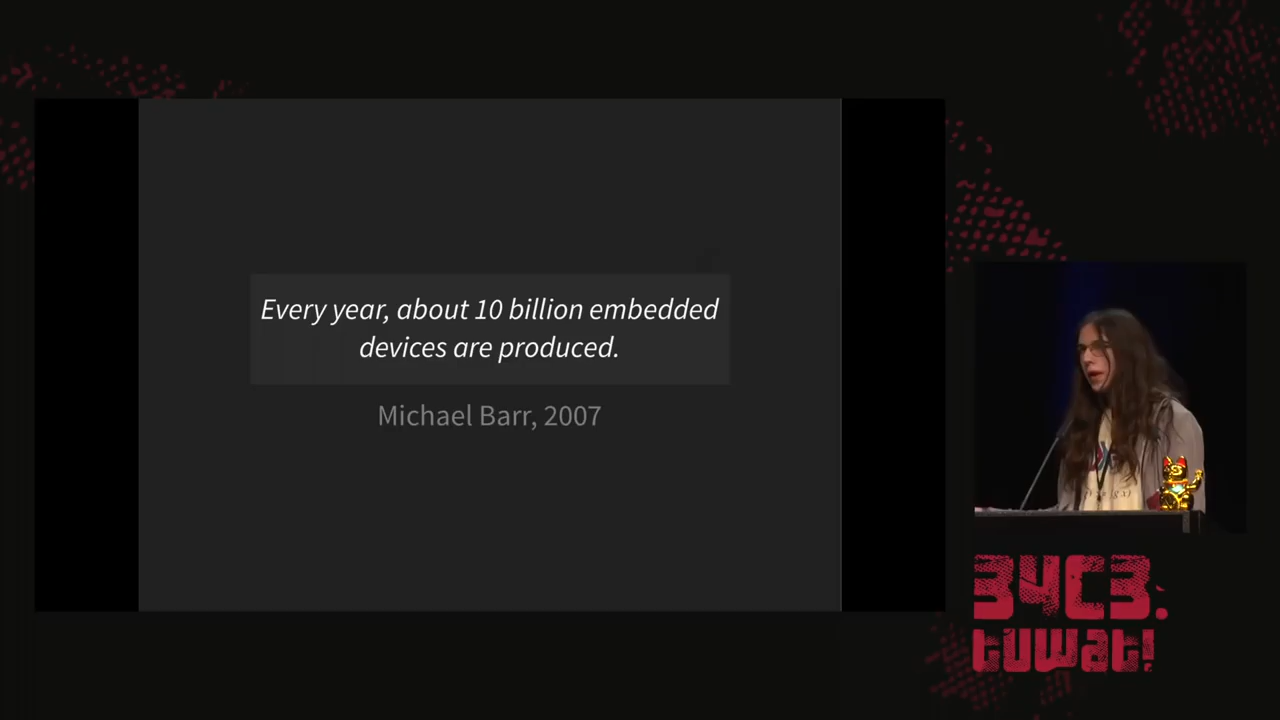 Every year, about 10 billion embedded
devices are produced.
Michael Barr, 2007
34C3.
tuwat!